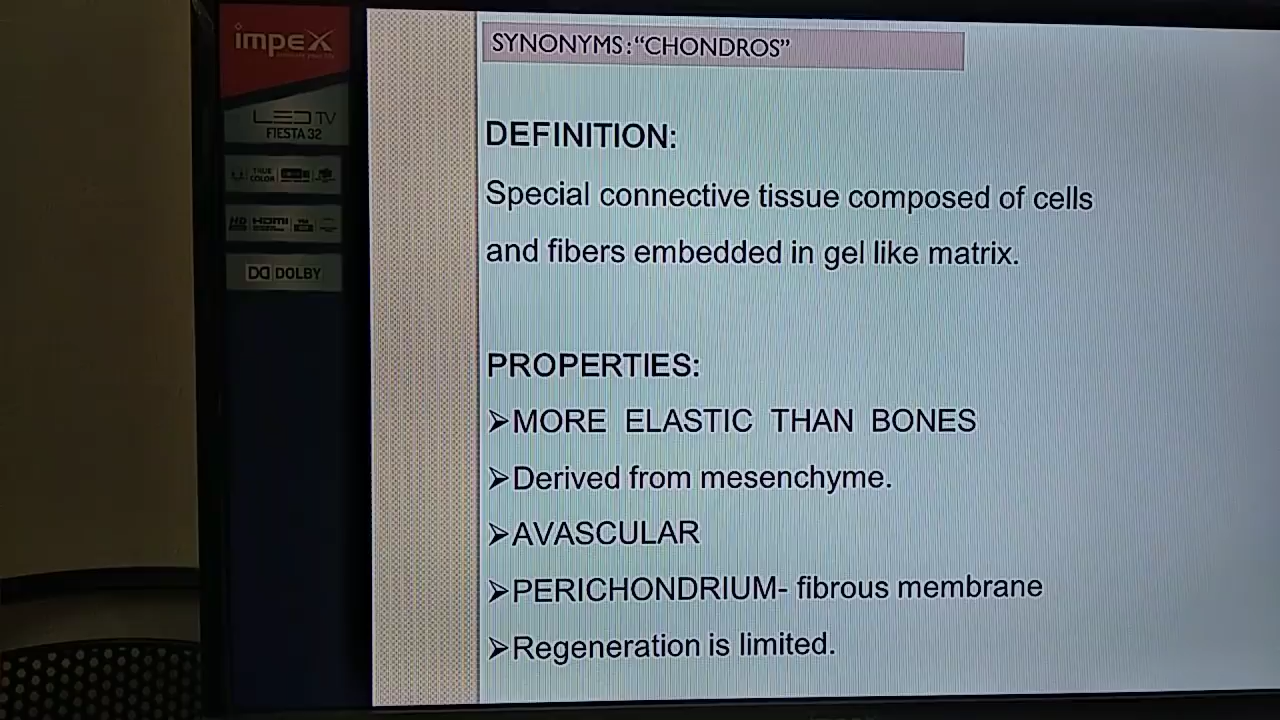 impex
LED TV
FIESTA 32
TRUE
COLOR
HD
HDMI
DOLBY
SYNONYMS:“CHONDROS”
DEFINITION:
Special connective tissue composed of cells
and fibers embedded in gel like matrix.
PROPERTIES:
➢MORE ELASTIC THAN BONES
➢Derived from mesenchyme.
➢AVASCULAR
➢PERICHONDRIUM- fibrous membrane
➢Regeneration is limited.